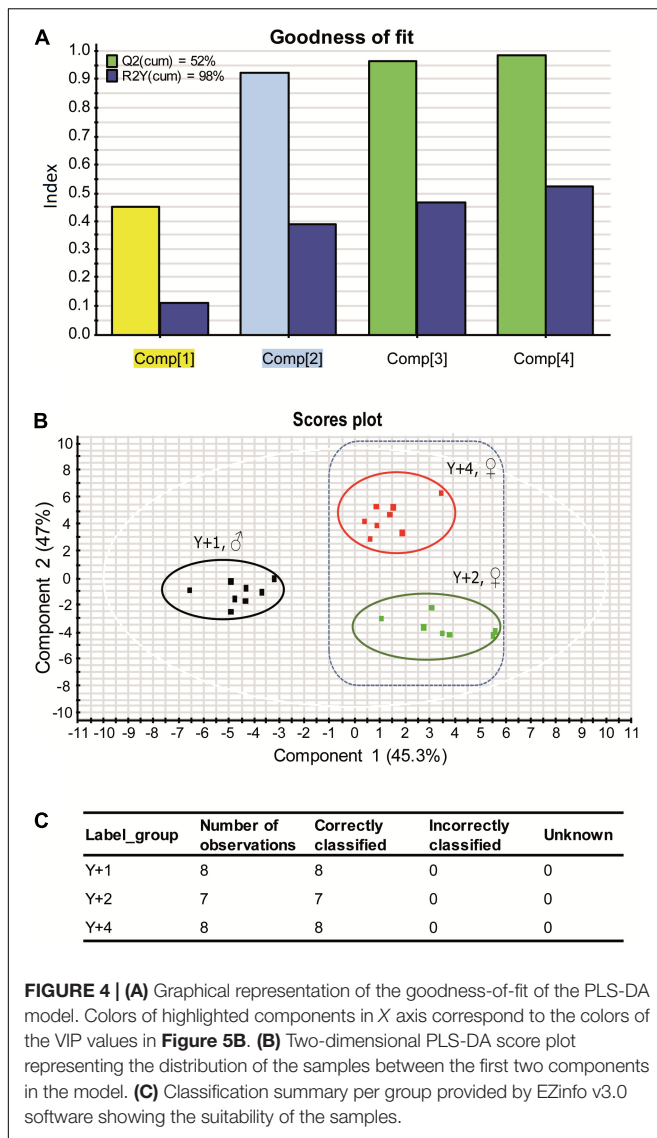 A
Goodness of fit
Q2(cum) = 52%
R2Y(cum) = 98%
Index
1.0
0.9
0.8
0.7
0.6
0.5
0.4
0.3
0.2
0.1
0.0
Comp[1] Comp[2] Comp[3] Comp[4]
B
Scores plot
Component 2 (47%)
10
8
6
4
2
0
-2
-4
-6
-8
-10
Y+4, ♀
Y+1, ♂
Y+2, ♀
-11 -10 -9 -8 -7 -6 -5 -4 -3 -2 -1 0 1 2 3 4 5 6 7 8 9 10 11
Component 1 (45.3%)
C
Label_group Number of observations Correctly classified Incorrectly classified Unknown
Y+1 8 8 0 0
Y+2 7 7 0 0
Y+4 8 8 0 0
FIGURE 4 | (A) Graphical representation of the goodness-of-fit of the PLS-DA
model. Colors of highlighted components in X axis correspond to the colors of
the VIP values in Figure 5B. (B) Two-dimensional PLS-DA score plot
representing the distribution of the samples between the first two components
in the model. (C) Classification summary per group provided by EZinfo v3.0
software showing the suitability of the samples.